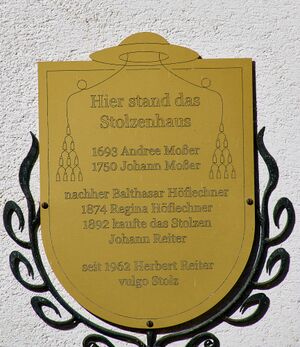 Hier stand das
Stolzenhaus
1693 Andree Moßer
1750 Johann Moßer
nachher Balthasar Höflechner
1874 Regina Höflechner
1892 kaufte das Stolzen
Johann Reiter
seit 1962 Herbert Reiter
vulgo Stolz